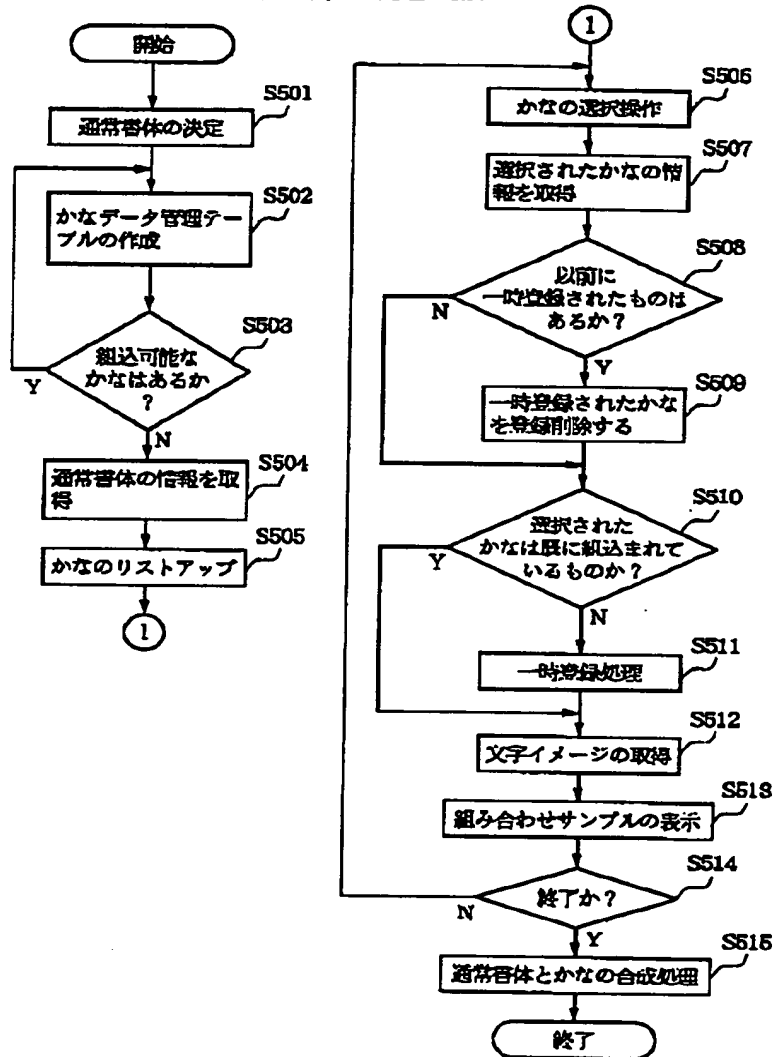 開始
S501
通常書体の決定
S502
かなデータ管理テー
ブルの作成
S503
組込可能な
かなはあるか
?
Y
N
S504
通常書体の情報を取
得
S505
かなのリストアップ
1
1
S506
かなの選択操作
S507
選択されたかなの情
報を取得
S508
以前に
一時登録されたものは
あるか?
N
Y
S509
一時登録されたかな
を登録削除する
S510
選択された
かなは既に組込まれて
いるものか?
Y
N
S511
一時登録処理
S512
文字イメージの取得
S513
組み合わせサンプルの表示
S514
終了か?
N
Y
S515
通常書体とかなの合成処理
終了